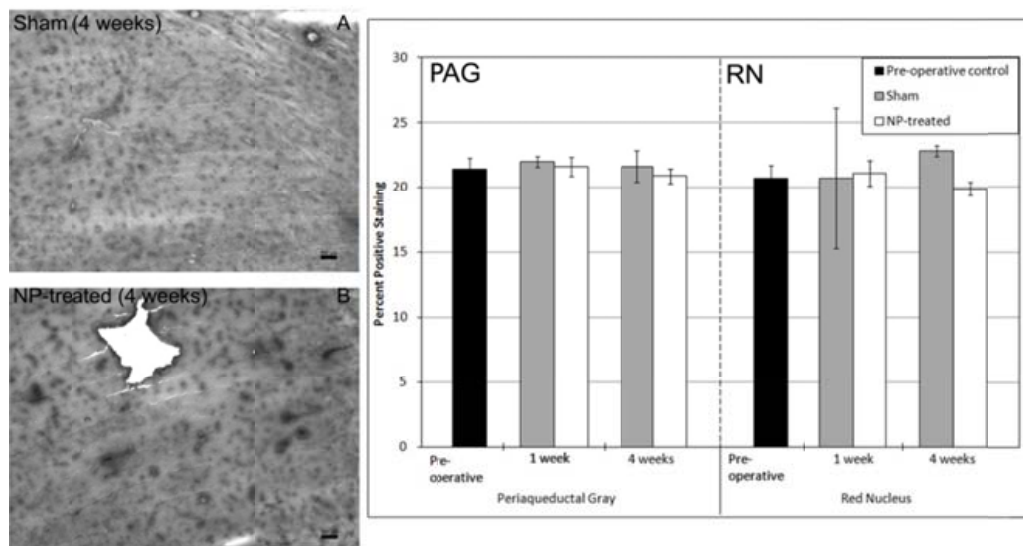 Sham (4 weeks) A
NP-treated (4 weeks) B
PAG
RN
Pre-operative control
Sham
NP-treated
Percent Positive Staining
30
25
20
15
10
5
0
Pre-
operative
1 week
4 weeks
Pre-
operative
1 week
4 weeks
Periaqueductal Gray
Red Nucleus